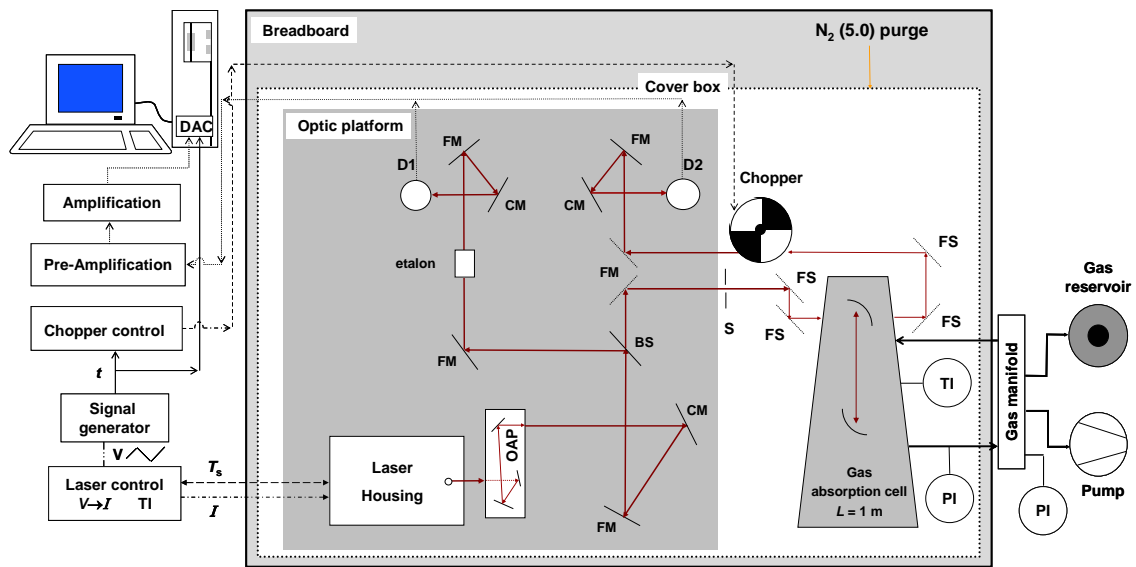 Breadboard
N2 (5.0) purge
Cover box
Optic platform
DAC
FM
FM
D1
D2
Chopper
CM
CM
Amplification
Pre-Amplification
etalon
FM
FS
Gas
reservoir
Chopper control
S
FS
FS
BS
FM
t
TI
Gas manifold
Signal
generator
V
CM
OAP
Laser
Housing
Ts
Laser control
V→I TI
I
FM
Gas
absorption cell
L = 1 m
PI
PI
Pump